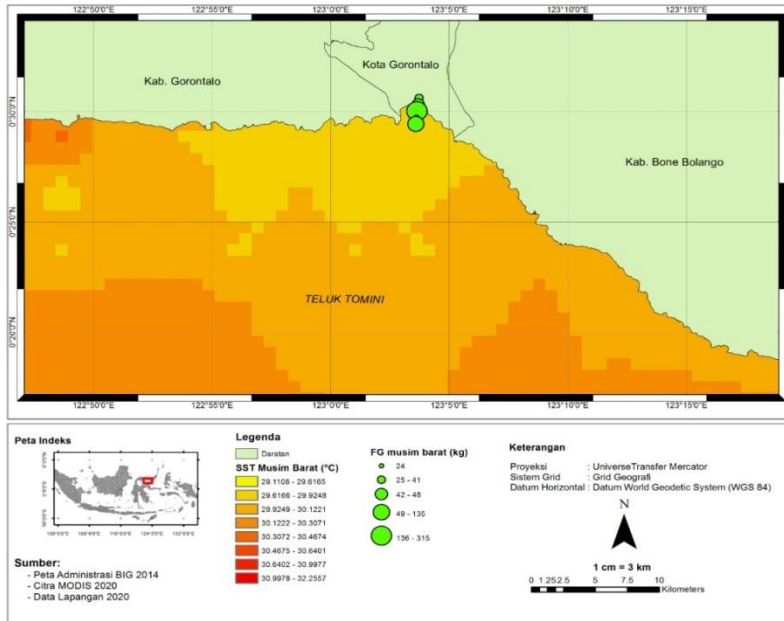 122°50'0"E 122°55'0"E 123°0'0"E 123°5'0"E 123°10'0"E 123°15'0"E
Kab. Gorontalo
Kota Gorontalo
Kab. Bone Bolango
0°30'0"N
0°25'0"N
0°20'0"N
TELUK TOMINI
122°50'0"E 122°55'0"E 123°0'0"E 123°5'0"E 123°10'0"E 123°15'0"E
Peta Indeks
Sumber:
- Peta Administrasi BIG 2014
- Citra MODIS 2020
- Data Lapangan 2020
Legenda
Daratan
SST Musim Barat (°C)
29.1108 - 29.6165
29.6166 - 29.9248
29.9249 - 30.1221
30.1222 - 30.3071
30.3072 - 30.4674
30.4675 - 30.6401
30.6402 - 30.9977
30.9978 - 32.2557
FG musim barat (kg)
24
25 - 41
42 - 48
49 - 135
136 - 315
Keterangan
Proyeksi : UniverseTransfer Mercator
Sistem Grid : Grid Geografi
Datum Horizontal : Datum World Geodetic System (WGS 84)
N
1 cm = 3 km
0 1.25 2.5 5 7.5 10
Kilometers